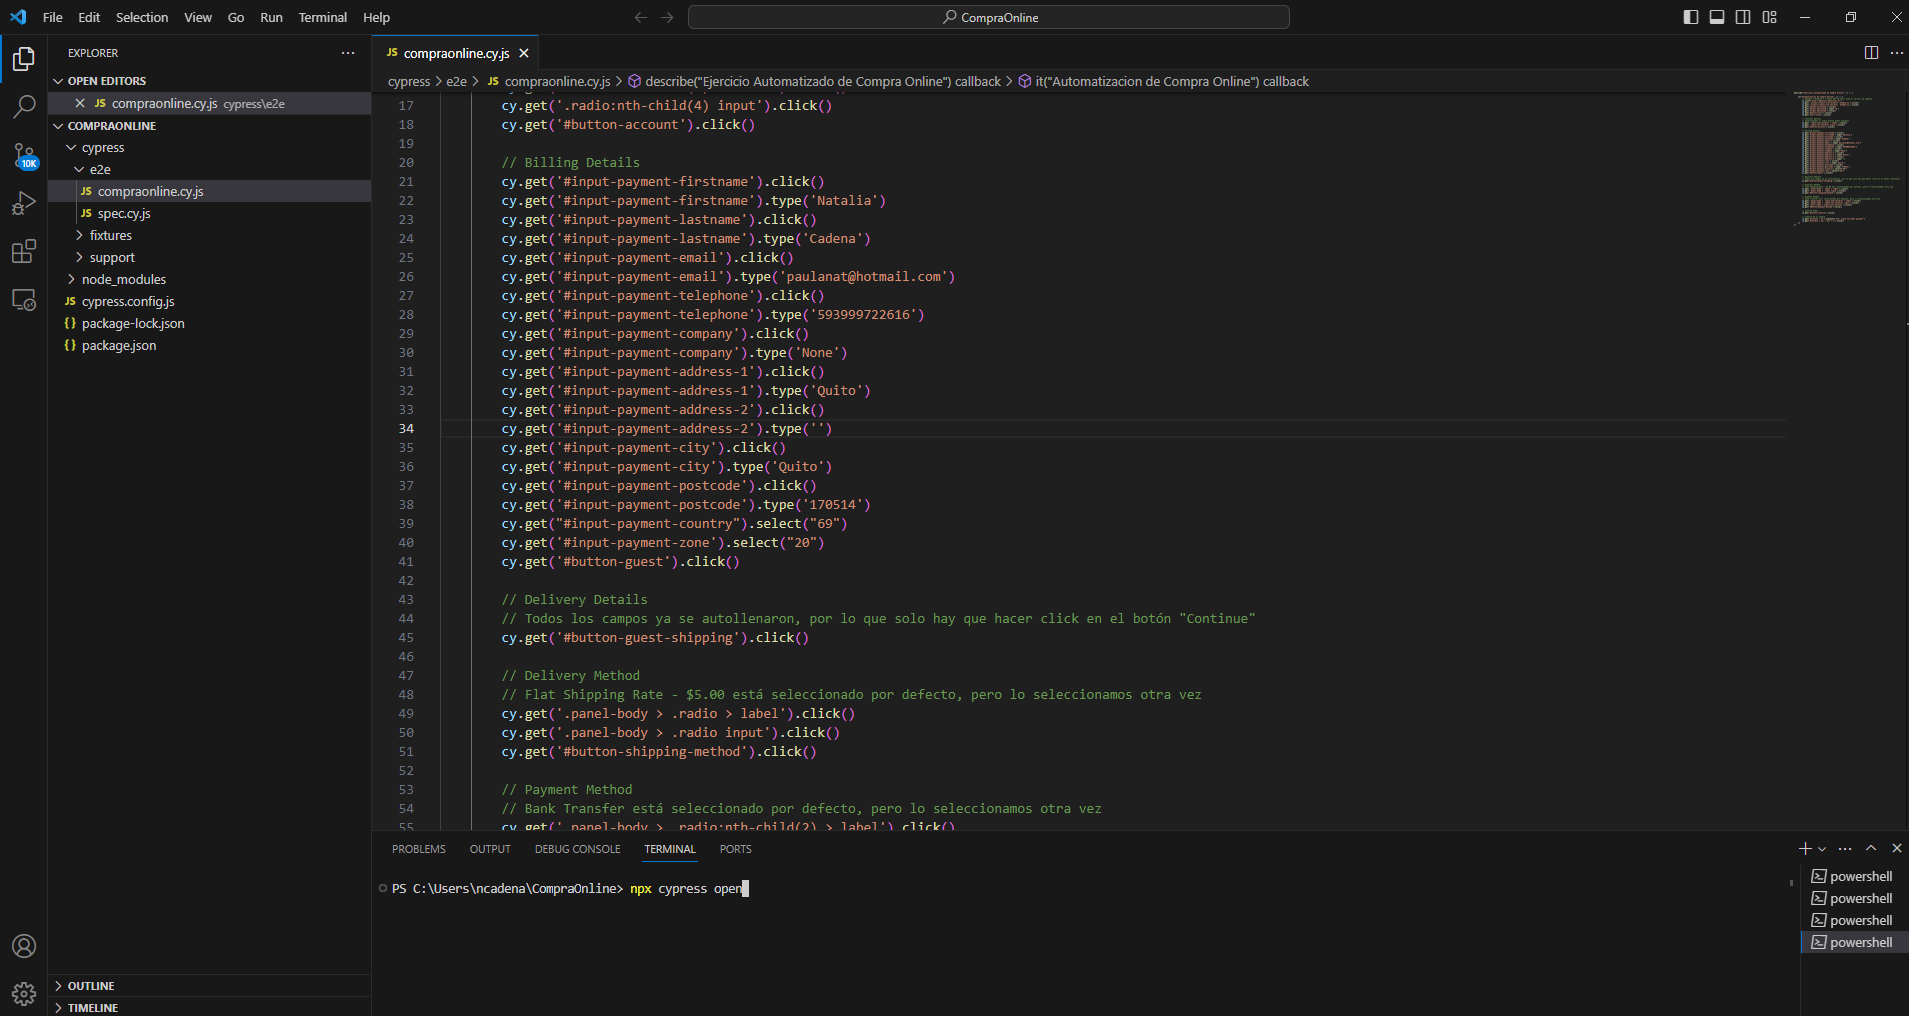 File Edit Selection View Go Run Terminal Help
CompraOnline
EXPLORER
OPEN EDITORS
JS compraonline.cy.js cypress\e2e
COMPRAONLINE
cypress
e2e
JS compraonline.cy.js
JS spec.cy.js
fixtures
support
node_modules
JS cypress.config.js
{} package-lock.json
{} package.json
OUTLINE
TIMELINE
10K
JS compraonline.cy.js
cypress > e2e > JS compraonline.cy.js > describe("Ejercicio Automatizado de Compra Online") callback > it("Automatizacion de Compra Online") callback
17 cy.get('.radio:nth-child(4) input').click()
18 cy.get('#button-account').click()
19
20 // Billing Details
21 cy.get('#input-payment-firstname').click()
22 cy.get('#input-payment-firstname').type('Natalia')
23 cy.get('#input-payment-lastname').click()
24 cy.get('#input-payment-lastname').type('Cadena')
25 cy.get('#input-payment-email').click()
26 cy.get('#input-payment-email').type('paulanat@hotmail.com')
27 cy.get('#input-payment-telephone').click()
28 cy.get('#input-payment-telephone').type('593999722616')
29 cy.get('#input-payment-company').click()
30 cy.get('#input-payment-company').type('None')
31 cy.get('#input-payment-address-1').click()
32 cy.get('#input-payment-address-1').type('Quito')
33 cy.get('#input-payment-address-2').click()
34 cy.get('#input-payment-address-2').type('')
35 cy.get('#input-payment-city').click()
36 cy.get('#input-payment-city').type('Quito')
37 cy.get('#input-payment-postcode').click()
38 cy.get('#input-payment-postcode').type('170514')
39 cy.get("#input-payment-country").select("69")
40 cy.get('#input-payment-zone').select("20")
41 cy.get('#button-guest').click()
42
43 // Delivery Details
44 // Todos los campos ya se autollenaron, por lo que solo hay que hacer click en el botón "Continue"
45 cy.get('#button-guest-shipping').click()
46
47 // Delivery Method
48 // Flat Shipping Rate - $5.00 está seleccionado por defecto, pero lo seleccionamos otra vez
49 cy.get('.panel-body > .radio > label').click()
50 cy.get('.panel-body > .radio input').click()
51 cy.get('#button-shipping-method').click()
52
53 // Payment Method
54 // Bank Transfer está seleccionado por defecto, pero lo seleccionamos otra vez
55 cy.get('.panel-body > .radio:nth-child(2) > label').click()
PROBLEMS OUTPUT DEBUG CONSOLE TERMINAL PORTS
PS C:\Users\ncadena\CompraOnline> npx cypress open
powershell
powershell
powershell
powershell